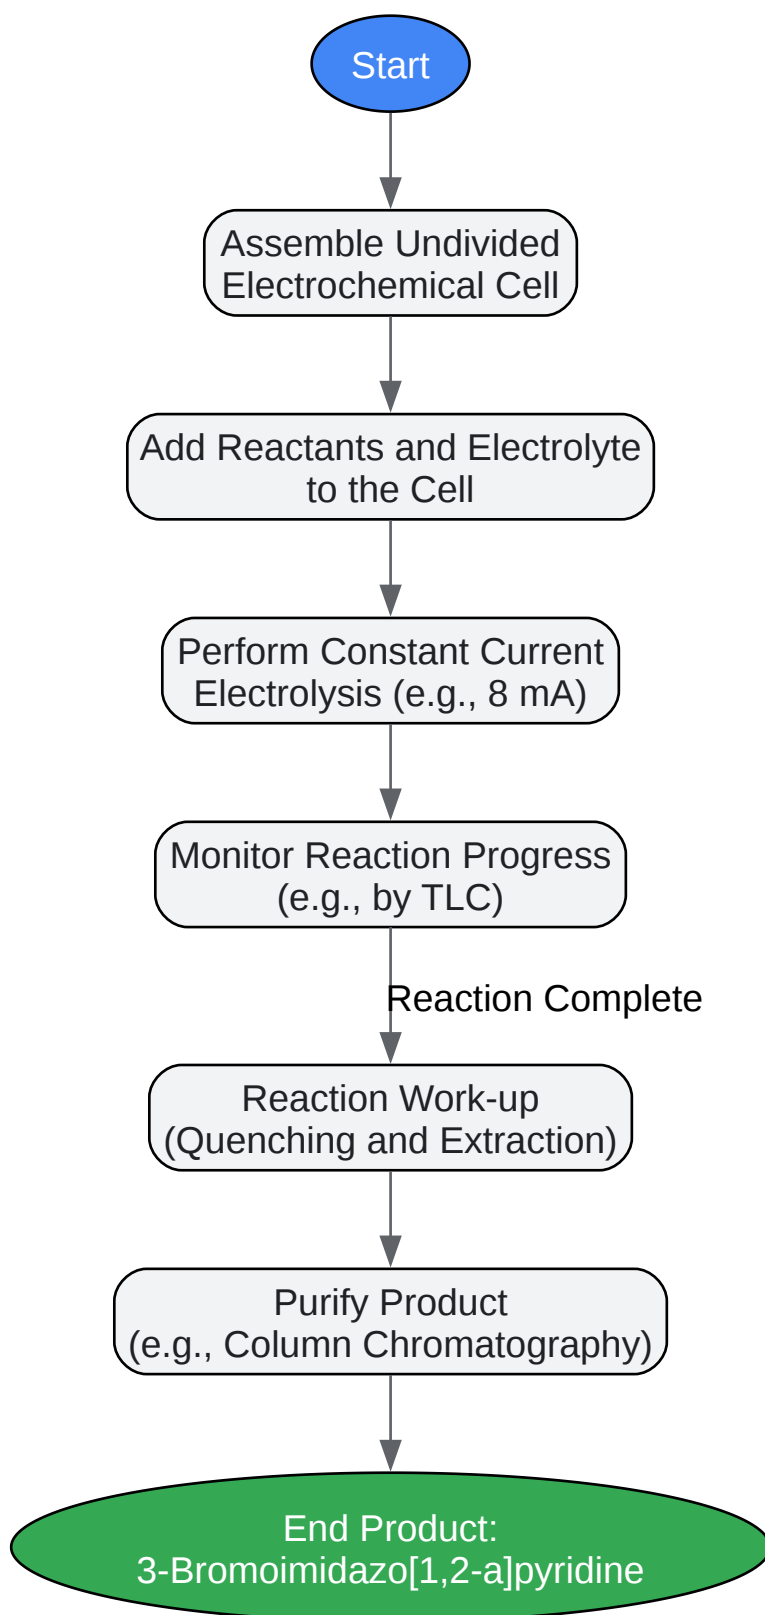 Start
Assemble Undivided
Electrochemical Cell
Add Reactants and Electrolyte
to the Cell
Perform Constant Current
Electrolysis (e.g., 8 mA)
Monitor Reaction Progress
(e.g., by TLC)
Reaction Complete
Reaction Work-up
(Quenching and Extraction)
Purify Product
(e.g., Column Chromatography)
End Product:
3-Bromoimidazo[1,2-a]pyridine